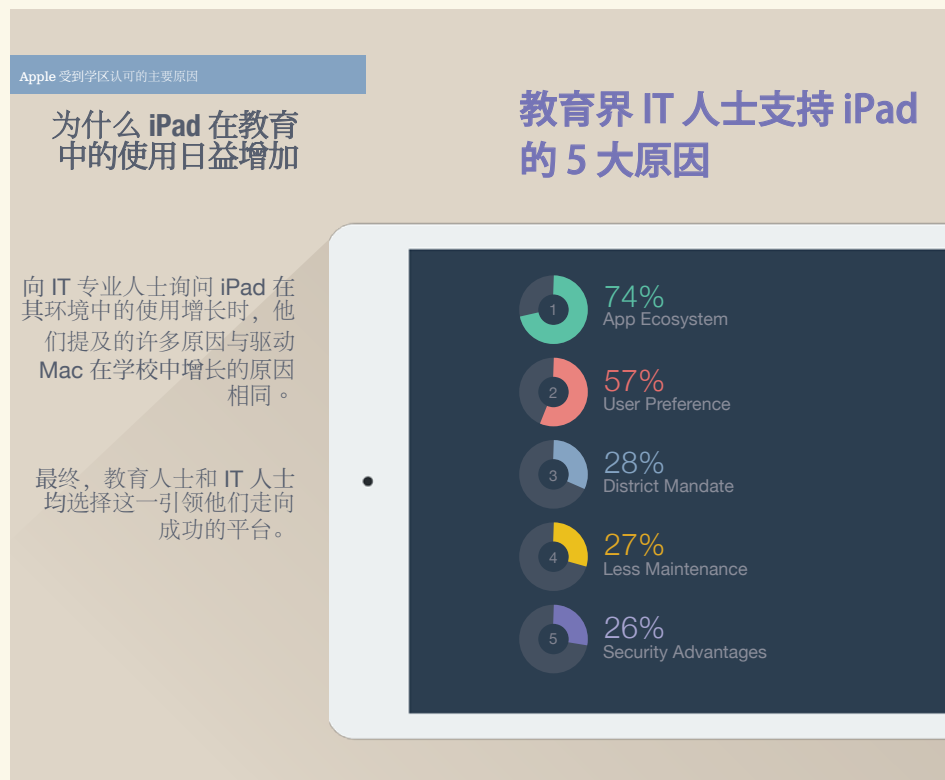 Apple 受到学区认可的主要原因
为什么 iPad 在教育
中的使用日益增加
向 IT 专业人士询问 iPad 在
其环境中的使用增长时，他
们提及的许多原因与驱动
Mac 在学校中增长的原因
相同。
最终，教育人士和 IT 人士
均选择这一引领他们走向
成功的平台。
教育界 IT 人士支持 iPad
的 5 大原因
1
74%
App Ecosystem
2
57%
User Preference
3
28%
District Mandate
4
27%
Less Maintenance
5
26%
Security Advantages